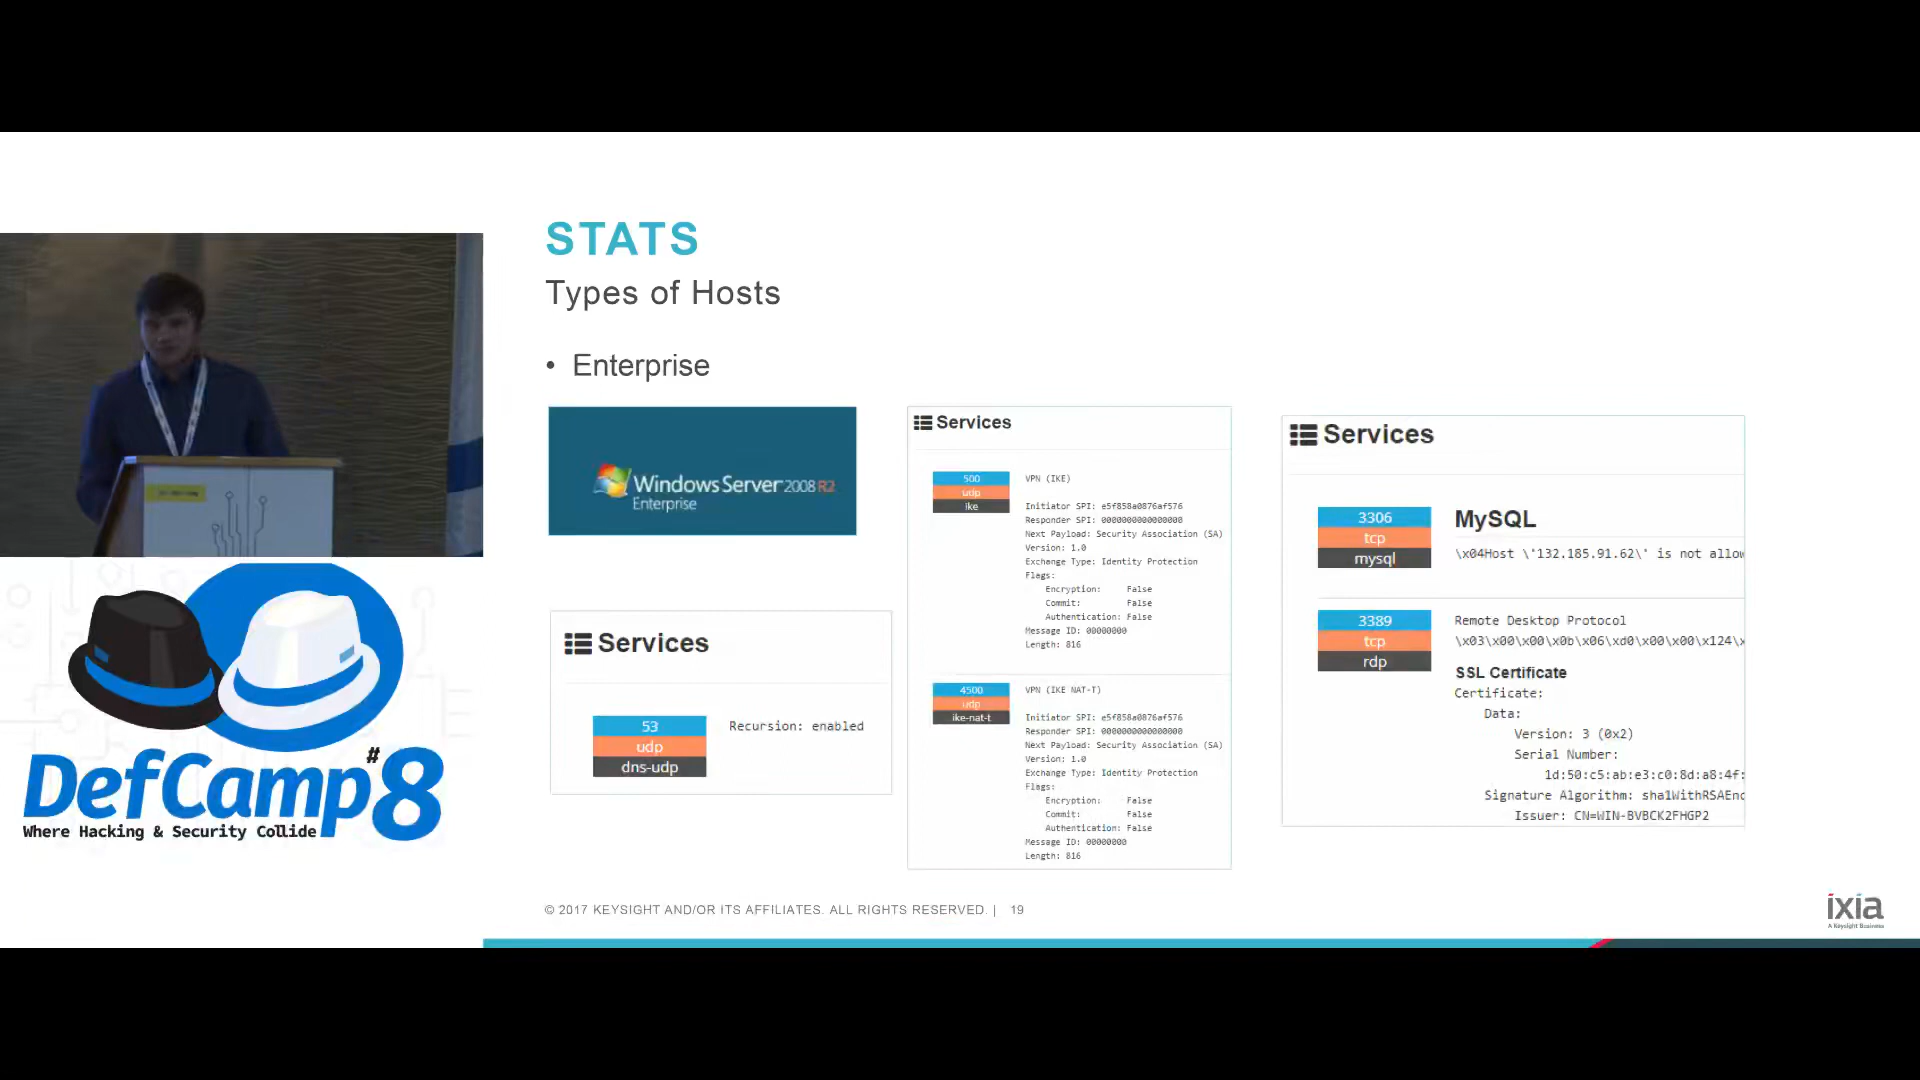 STATS
Types of Hosts
• Enterprise
Windows Server 2008 R2
Enterprise
Services
53
udp
dns-udp
Recursion: enabled
Services
500
udp
ike
VPN (IKE)
Initiator SPI: e5f858a0876af576
Responder SPI: 0000000000000000
Next Payload: Security Association (SA)
Version: 1.0
Exchange Type: Identity Protection
Flags:
Encryption: False
Commit: False
Authentication: False
Message ID: 00000000
Length: 816
4500
udp
ike-nat-t
VPN (IKE NAT-T)
Initiator SPI: e5f858a0876af576
Responder SPI: 0000000000000000
Next Payload: Security Association (SA)
Version: 1.0
Exchange Type: Identity Protection
Flags:
Encryption: False
Commit: False
Authentication: False
Message ID: 00000000
Length: 816
Services
3306
tcp
mysql
MySQL
\x04Host \'132.185.91.62\' is not allow
3389
tcp
rdp
Remote Desktop Protocol
\x03\x00\x00\x0b\x06\xd0\x00\x00\x124\x
SSL Certificate
Certificate:
Data:
Version: 3 (0x2)
Serial Number:
1d:50:c5:ab:e3:c0:8d:a8:4f:
Signature Algorithm: sha1WithRSAEnc
Issuer: CN=WIN-BVBCK2FHGP2
DefCamp#8
Where Hacking & Security Collide
© 2017 KEYSIGHT AND/OR ITS AFFILIATES. ALL RIGHTS RESERVED. | 19
ixia
A Keysight Business